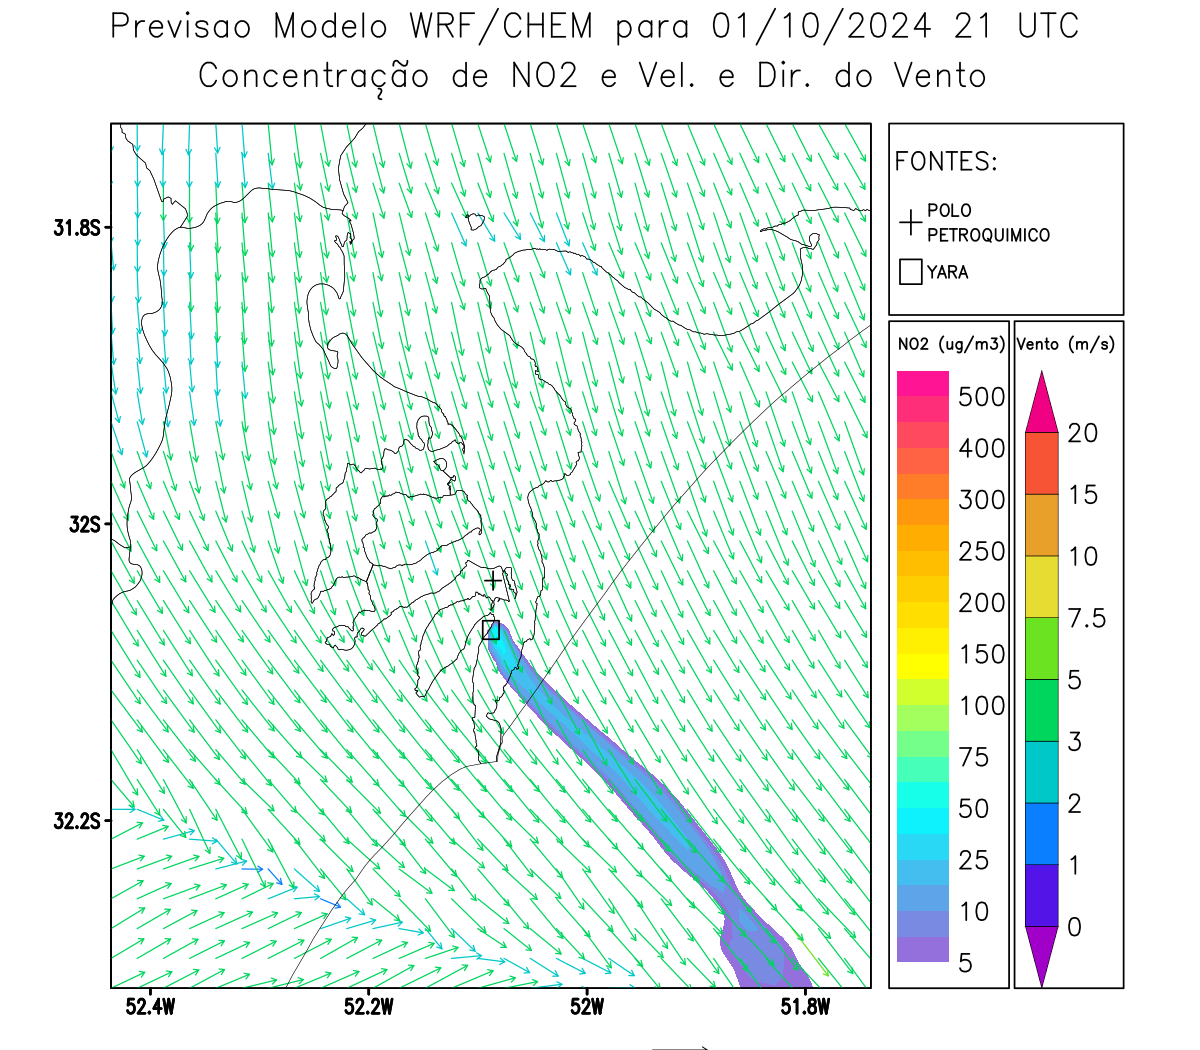 Previsao Modelo WRF/CHEM para 01/10/2024 21 UTC
Concentração de NO2 e Vel. e Dir. do Vento
FONTES:
POLO
PETROQUIMICO
YARA
NO2 (ug/m3)
500
400
300
250
200
150
100
75
50
25
10
5
Vento (m/s)
20
15
10
7.5
5
3
2
1
0
31.8S
32S
32.2S
52.4W 52.2W 52W 51.8W